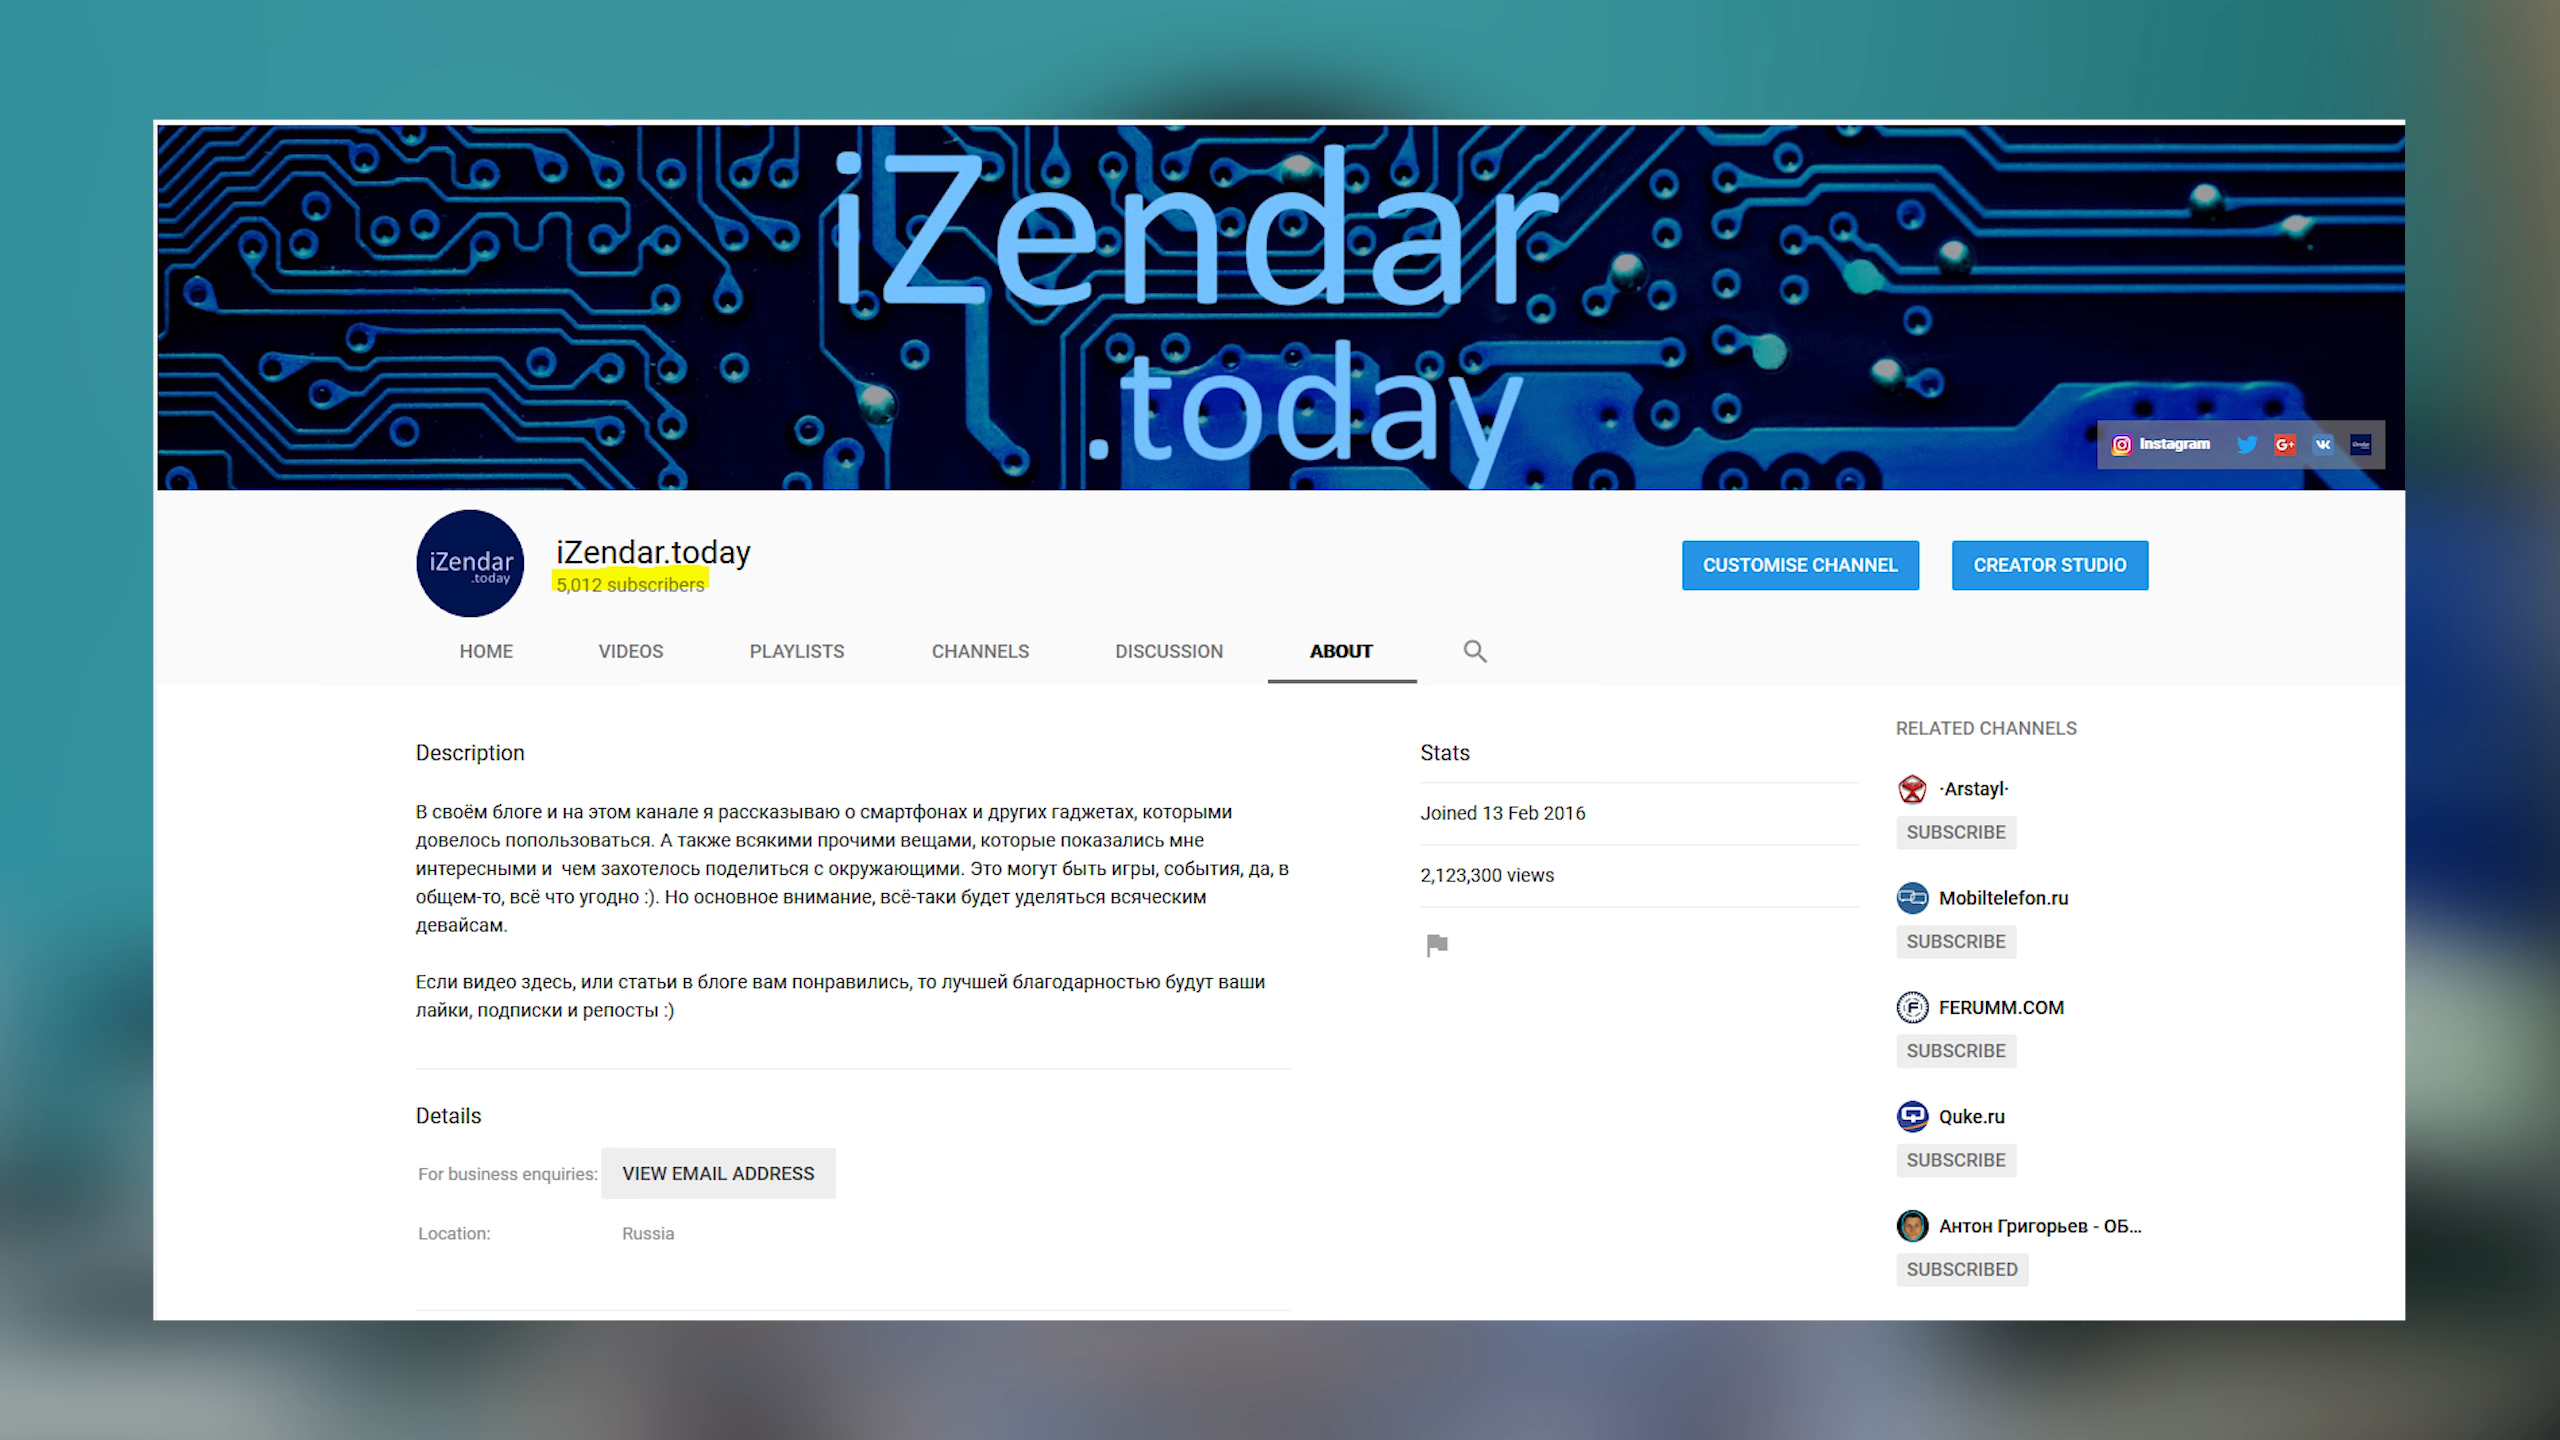 iZendar
.today
Instagram
iZendar
.today
iZendar.today
5,012 subscribers
CUSTOMISE CHANNEL
CREATOR STUDIO
HOME
VIDEOS
PLAYLISTS
CHANNELS
DISCUSSION
ABOUT
Description
В своём блоге и на этом канале я рассказываю о смартфонах и других гаджетах, которыми
довелось попользоваться. А также всякими прочими вещами, которые показались мне
интересными и  чем захотелось поделиться с окружающими. Это могут быть игры, события, да, в
общем-то, всё что угодно :). Но основное внимание, всё-таки будет уделяться всяческим
девайсам.
Если видео здесь, или статьи в блоге вам понравились, то лучшей благодарностью будут ваши
лайки, подписки и репосты :)
Details
For business enquiries:
VIEW EMAIL ADDRESS
Location:
Russia
Stats
Joined 13 Feb 2016
2,123,300 views
RELATED CHANNELS
·Arstayl·
SUBSCRIBE
Mobiltelefon.ru
SUBSCRIBE
FERUMM.COM
SUBSCRIBE
Quke.ru
SUBSCRIBE
Антон Григорьев - ОБ...
SUBSCRIBED